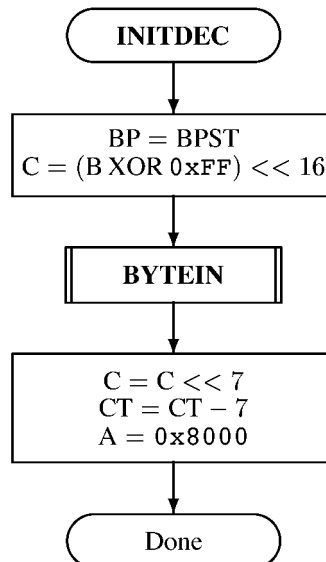 INITDEC
BP = BPST
C = (B XOR 0xFF) << 16
BYTEIN
C = C << 7
CT = CT − 7
A = 0x8000
Done